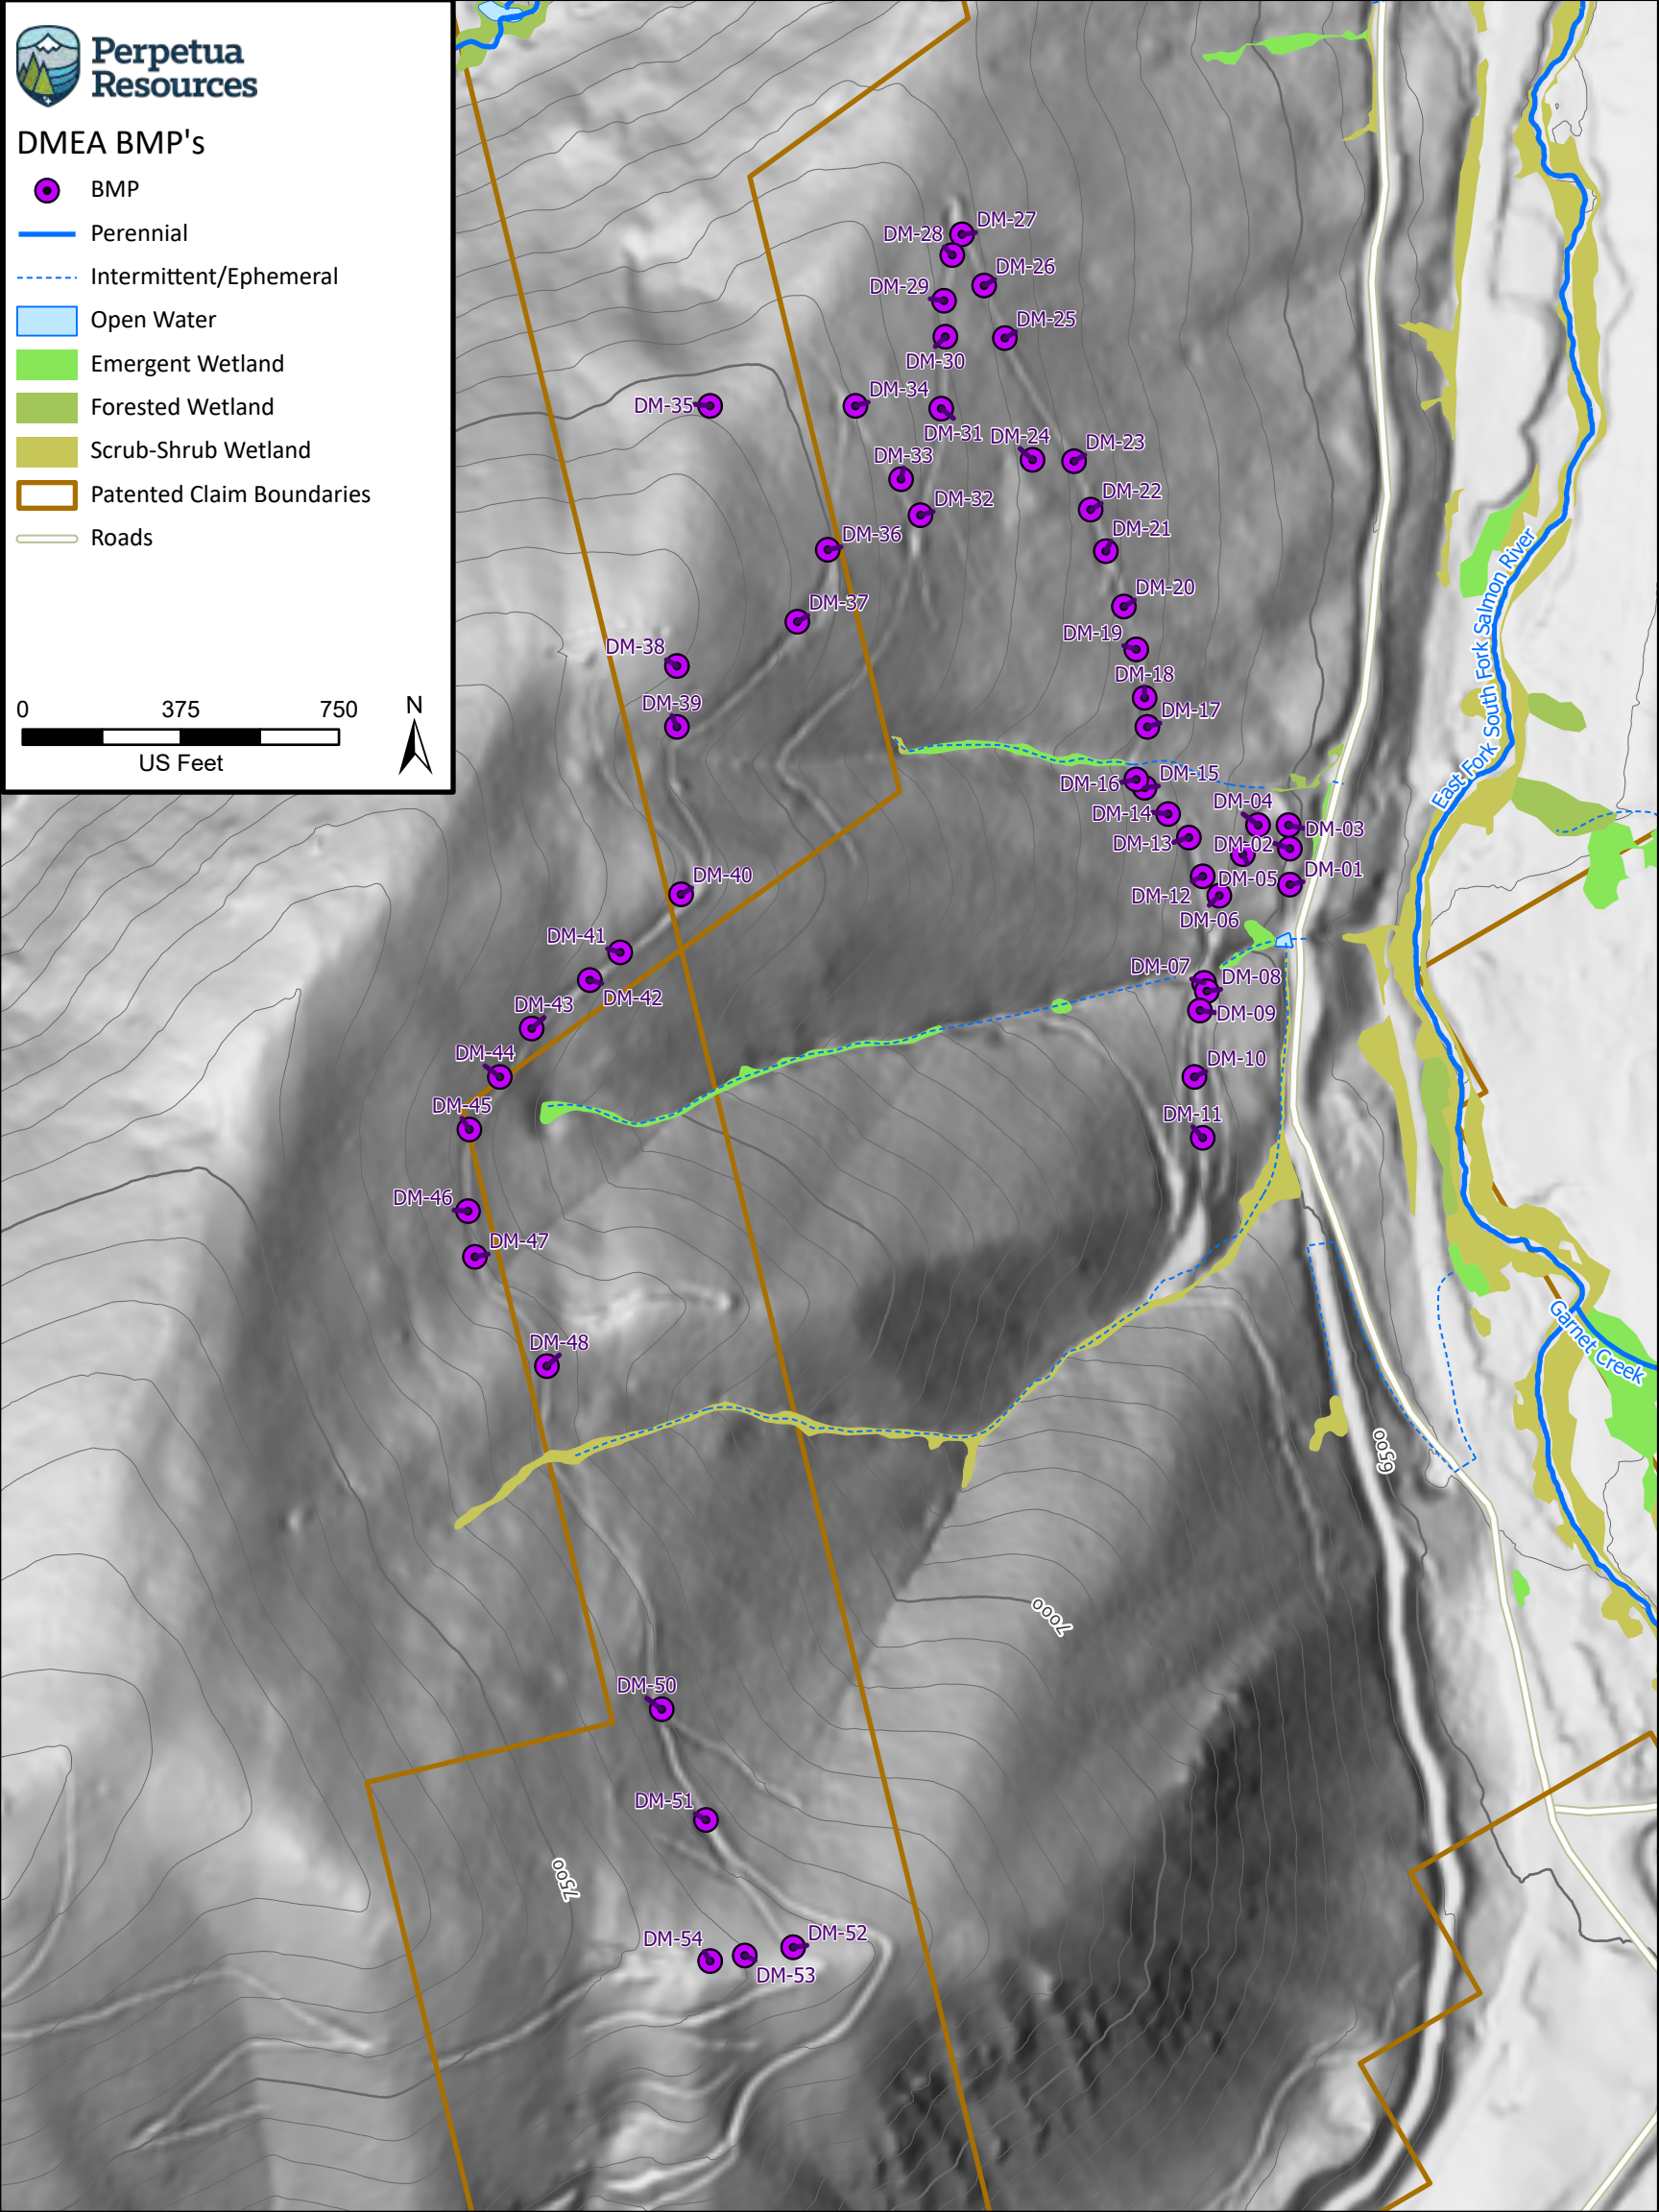 Perpetua
Resources
DMEA BMP's
BMP
Perennial
Intermittent/Ephemeral
Open Water
Emergent Wetland
Forested Wetland
Scrub-Shrub Wetland
Patented Claim Boundaries
Roads
0 375 750
US Feet
N
DM-27
DM-28
DM-26
DM-29
DM-25
DM-30
DM-34
DM-35
DM-31
DM-24
DM-23
DM-33
DM-32
DM-22
DM-21
DM-36
DM-20
DM-37
DM-19
DM-38
DM-18
DM-39
DM-17
East Fork South Fork Salmon River
DM-15
DM-16
DM-04
DM-14
DM-03
DM-13
DM-02
DM-01
DM-40
DM-05
DM-12
DM-06
DM-41
DM-07
DM-08
DM-42
DM-43
DM-09
DM-44
DM-10
DM-45
DM-11
DM-46
DM-47
DM-48
Garnet Creek
6500
7000
DM-50
DM-51
7500
DM-52
DM-54
DM-53